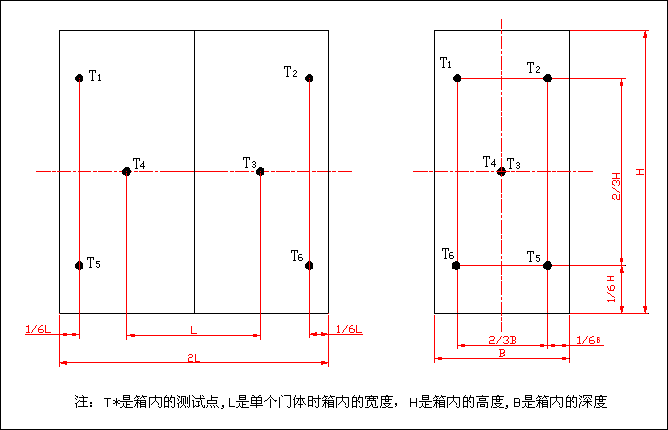 T1
T2
T4
T3
T5
T6
1/6L
L
1/6L
2L
T1
T2
T4 T3
T6
T5
2/3H
H
1/6H
2/3B
1/6B
B
注：T*是箱内的测试点,L是单个门体时箱内的宽度，H是箱内的高度,B是箱内的深度